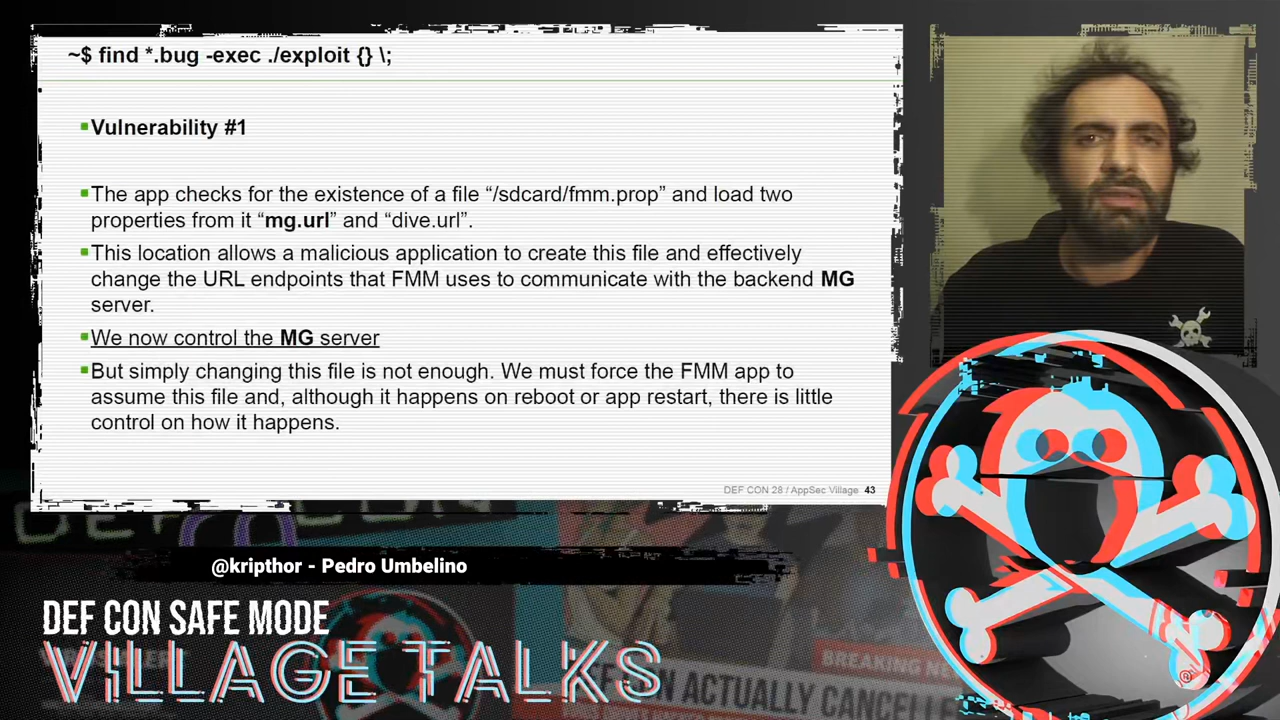 ~$ find *.bug -exec ./exploit {} \;
Vulnerability #1
The app checks for the existence of a file “/sdcard/fmm.prop” and load two
properties from it “mg.url” and “dive.url”.
This location allows a malicious application to create this file and effectively
change the URL endpoints that FMM uses to communicate with the backend MG
server.
We now control the MG server
But simply changing this file is not enough. We must force the FMM app to
assume this file and, although it happens on reboot or app restart, there is little
control on how it happens.
DEF CON 28 / AppSec Village 43
@kripthor - Pedro Umbelino
DEF CON SAFE MODE
VILLAGE TALKS
DEF CON
BREAKING
CON ACTUALLY
®